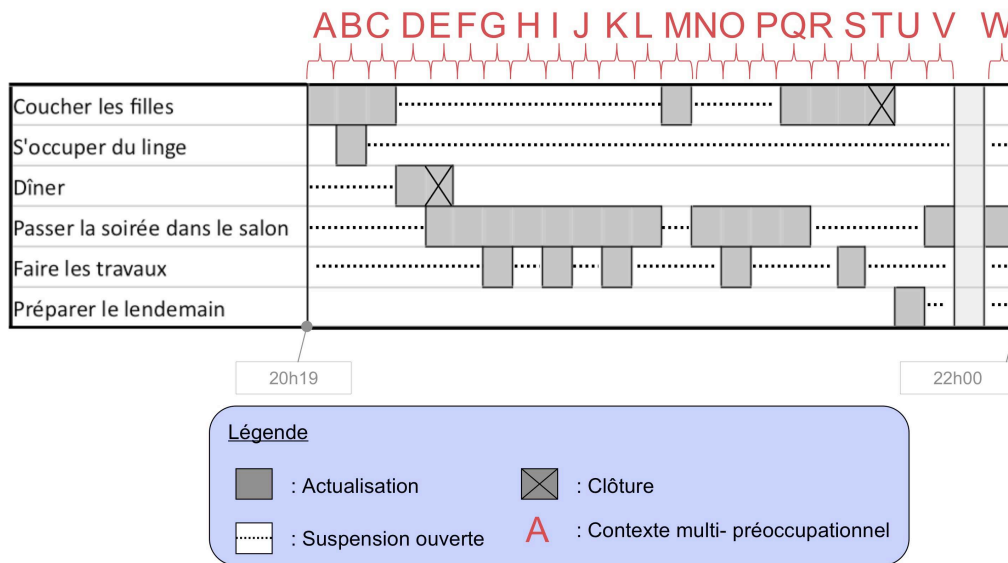 A B C D E F G H I J K L M N O P Q R S T U V W
Coucher les filles
S'occuper du linge
Dîner
Passer la soirée dans le salon
Faire les travaux
Préparer le lendemain
20h19
22h00
Légende
: Actualisation
: Clôture
: Suspension ouverte
A : Contexte multi- préoccupationnel